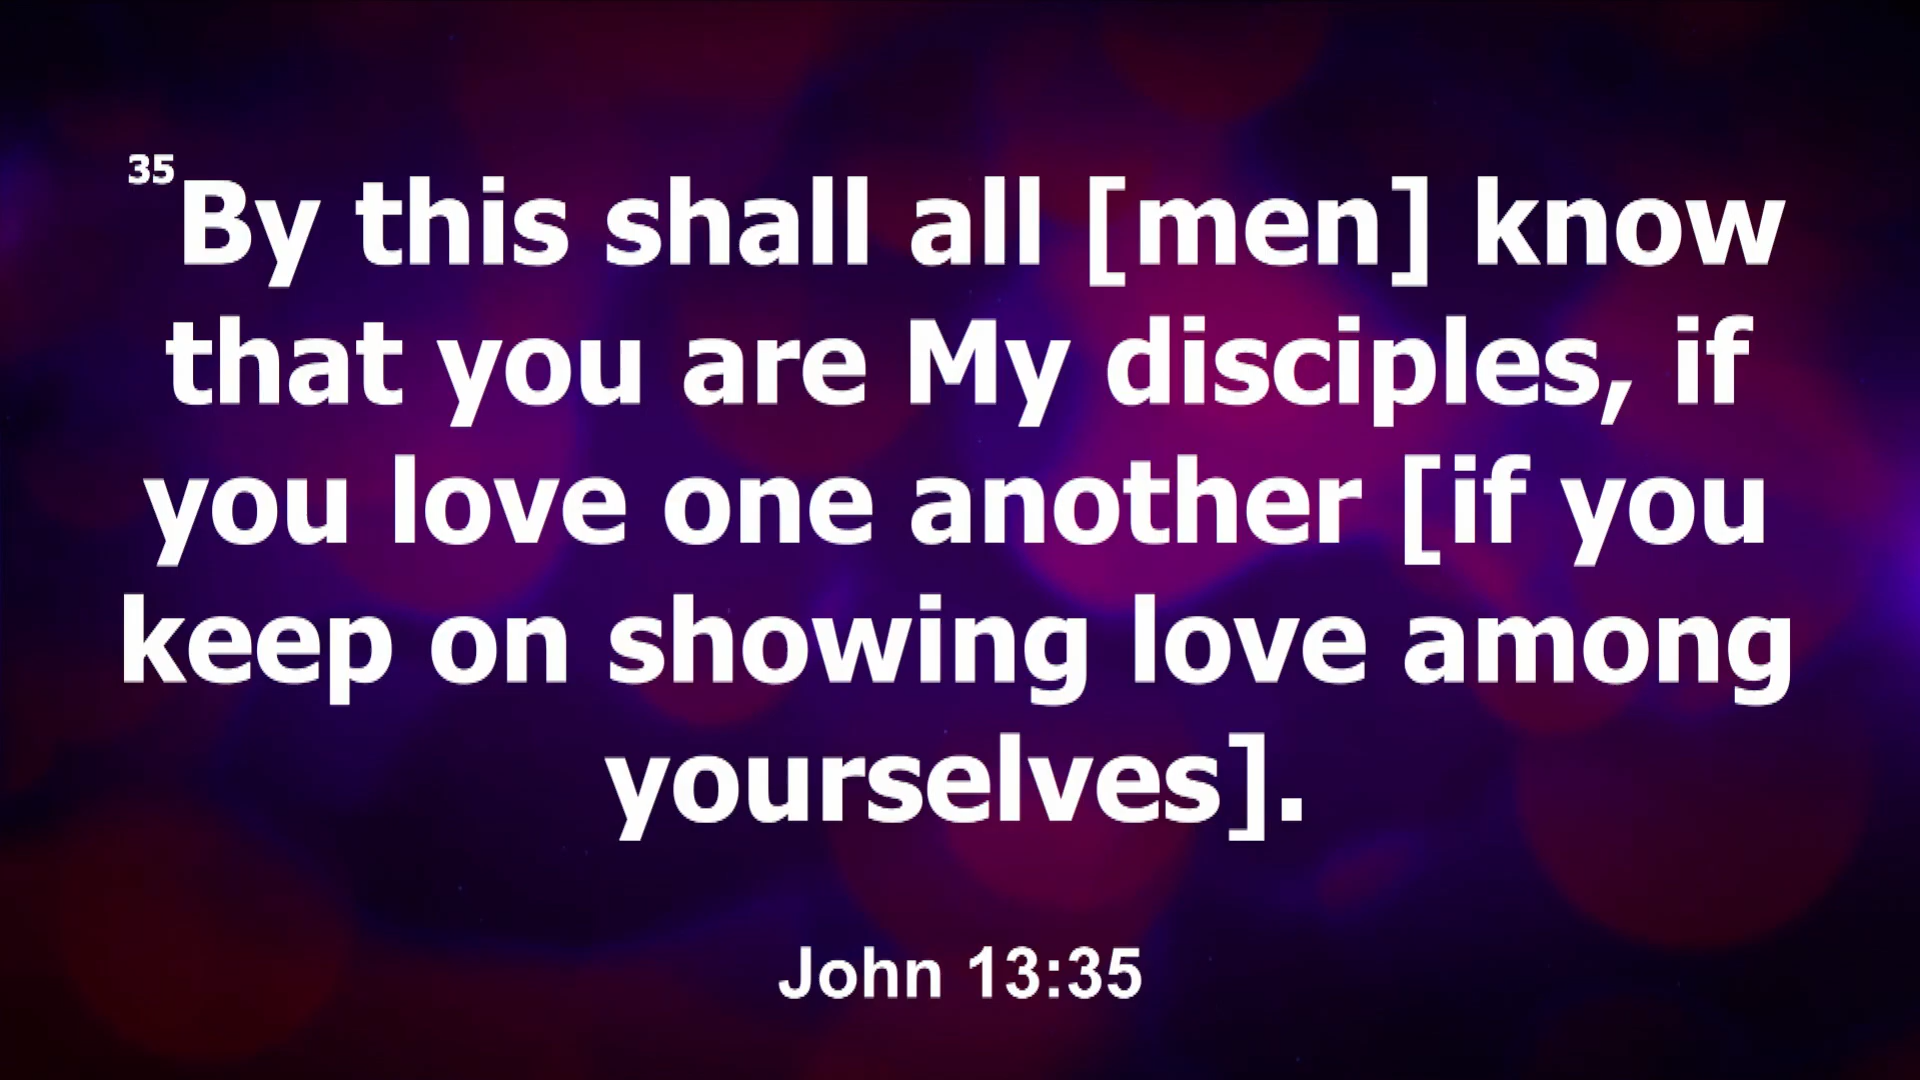 35By this shall all [men] know
that you are My disciples, if
you love one another [if you
keep on showing love among
yourselves].
John 13:35